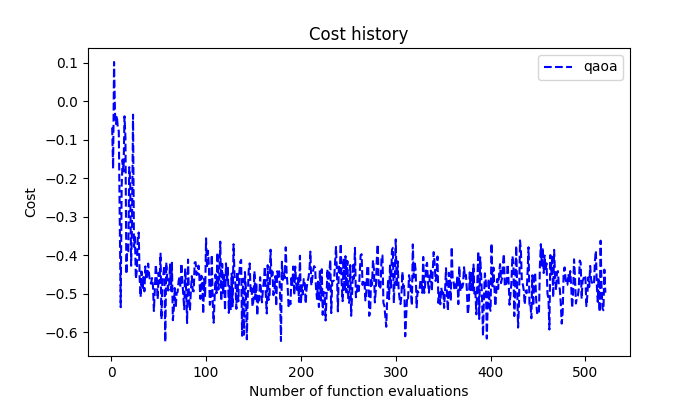 Cost history
qaoa
0.1
0.0
−0.1
−0.2
−0.3
−0.4
−0.5
−0.6
Cost
0 100 200 300 400 500
Number of function evaluations